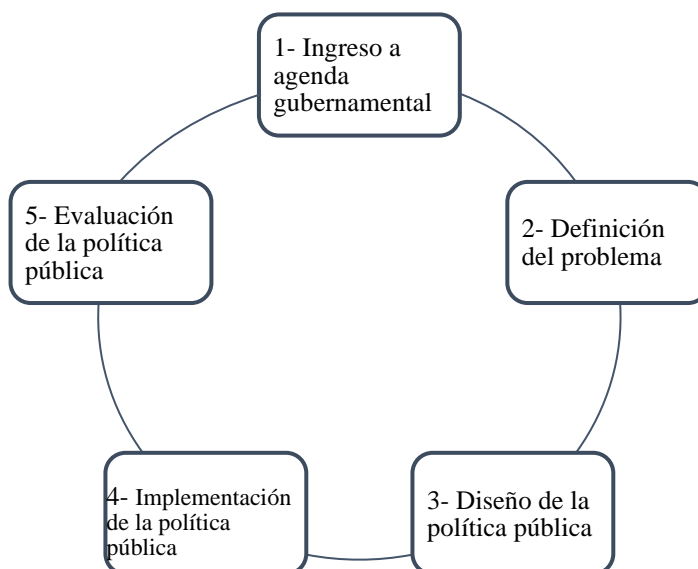 1- Ingreso a
agenda
gubernamental
2- Definición
del problema
3- Diseño de la
política pública
4- Implementación
de la política
pública
5- Evaluación
de la política
pública